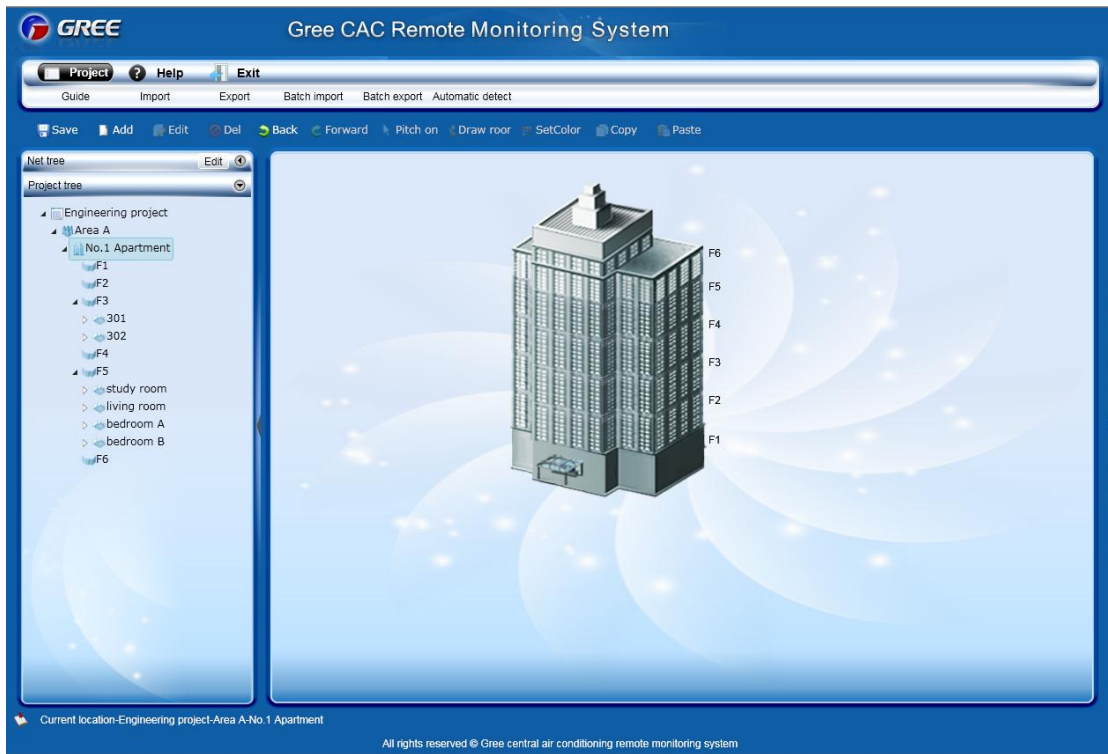 GREE
Gree CAC Remote Monitoring System
Project Help Exit
Guide Import Export Batch import Batch export Automatic detect
Save Add Edit Del Back Forward Pitch on Draw roor SetColor Copy Paste
Net tree Edit
Project tree
Engineering project
Area A
No.1 Apartment
F1
F2
F3
301
302
F4
F5
study room
living room
bedroom A
bedroom B
F6
F6
F5
F4
F3
F2
F1
Current location-Engineering project-Area A-No.1 Apartment
All rights reserved © Gree central air conditioning remote monitoring system